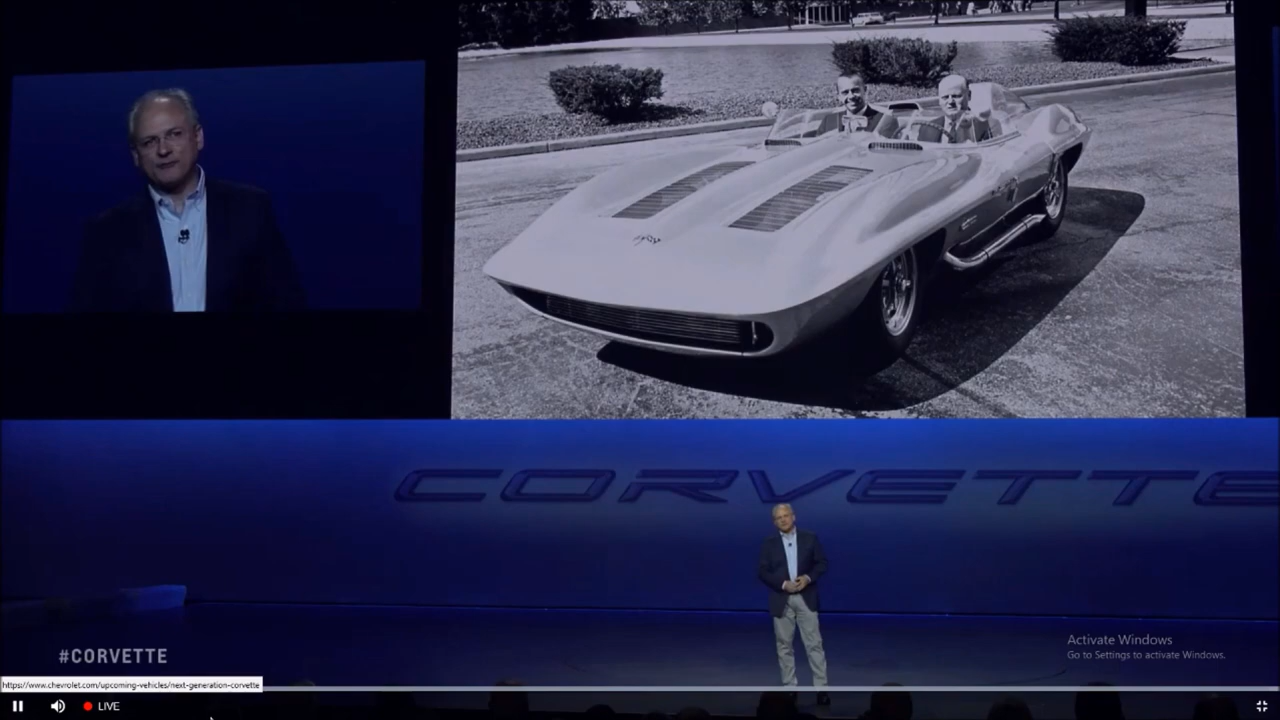 CORVETTE
#CORVETTE
Activate Windows
Go to Settings to activate Windows.
https://www.chevrolet.com/upcoming-vehicles/next-generation-corvette
LIVE